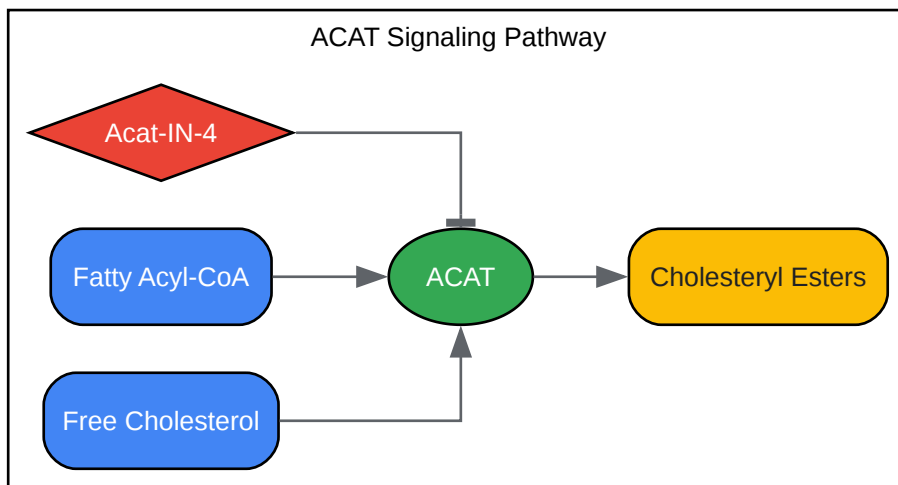 ACAT Signaling Pathway
Acat-IN-4
Fatty Acyl-CoA
ACAT
Cholesteryl Esters
Free Cholesterol